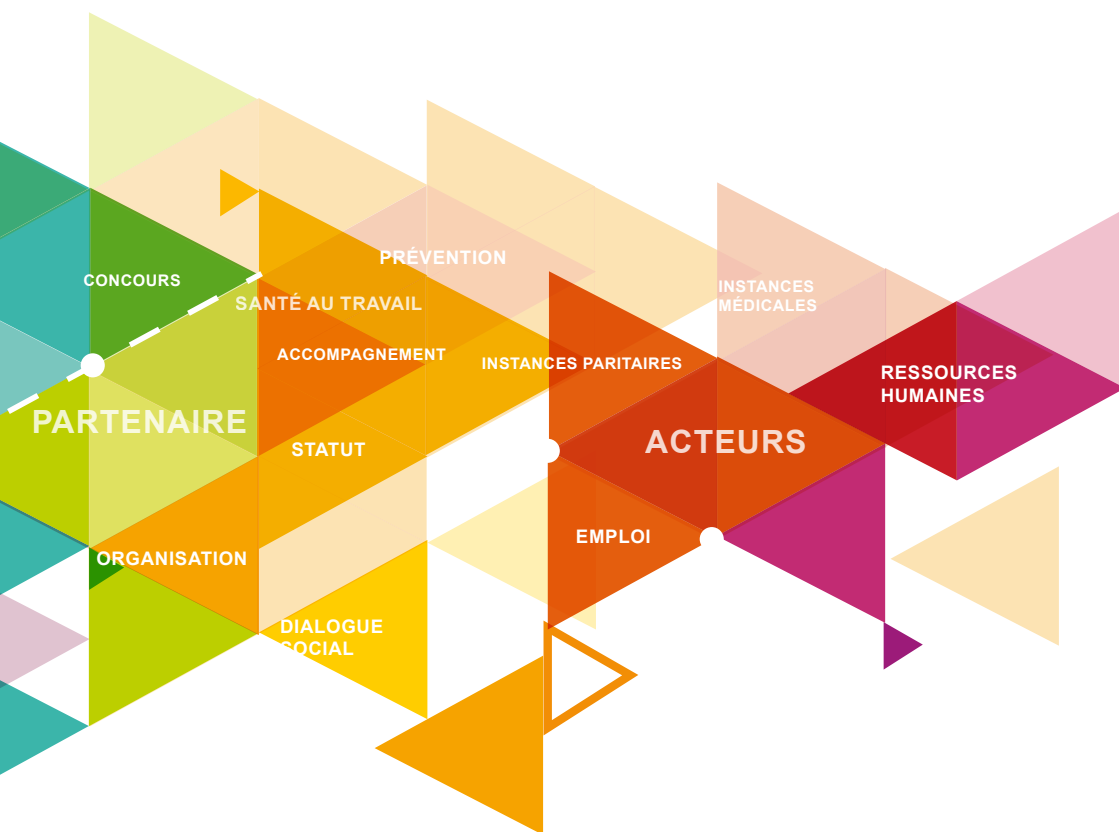 PRÉVENTION
CONCOURS
INSTANCES
MÉDICALES
SANTÉ AU TRAVAIL
ACCOMPAGNEMENT
INSTANCES PARITAIRES
RESSOURCES
HUMAINES
PARTENAIRE
ACTEURS
STATUT
EMPLOI
ORGANISATION
DIALOGUE
SOCIAL